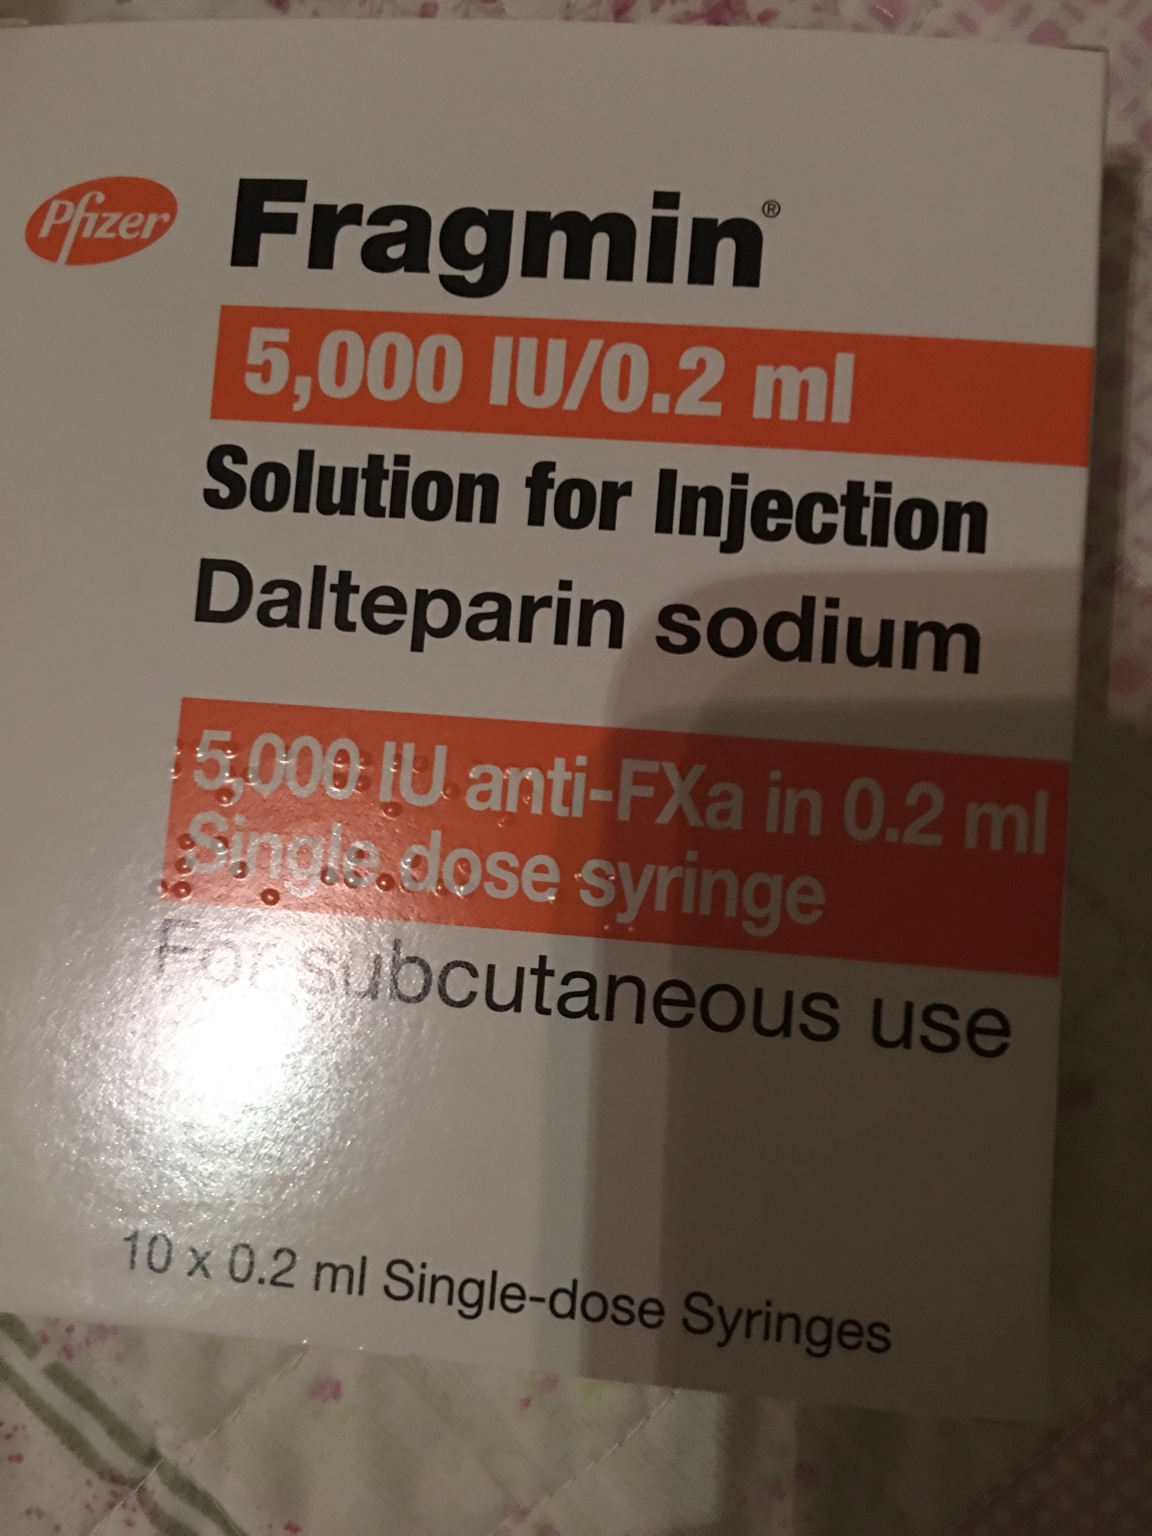 Pfizer
Fragmin®
5,000 IU/0.2 ml
Solution for Injection
Dalteparin sodium
5,000 IU anti-FXa in 0.2 ml
Single dose syringe
For subcutaneous use
10 x 0.2 ml Single-dose Syringes